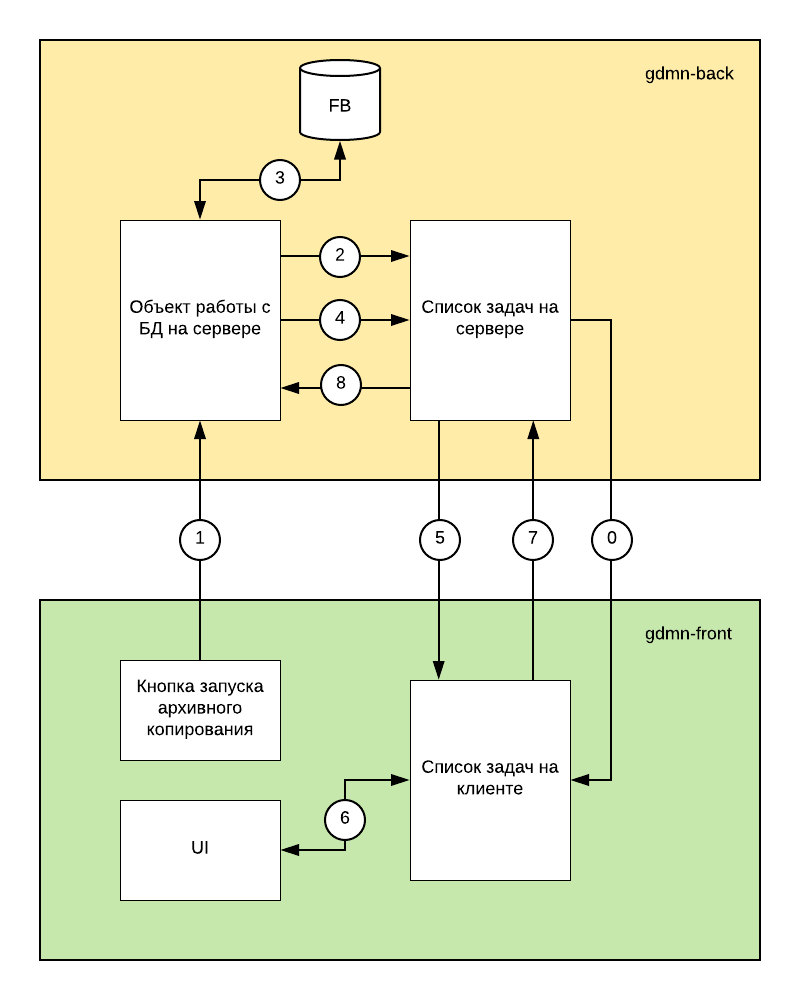 gdmn-back
FB
3
2
Объект работы с
БД на сервере
4
Список задач на
сервере
8
1
5
7
0
gdmn-front
Кнопка запуска
архивного
копирования
Список задач на
клиенте
6
UI